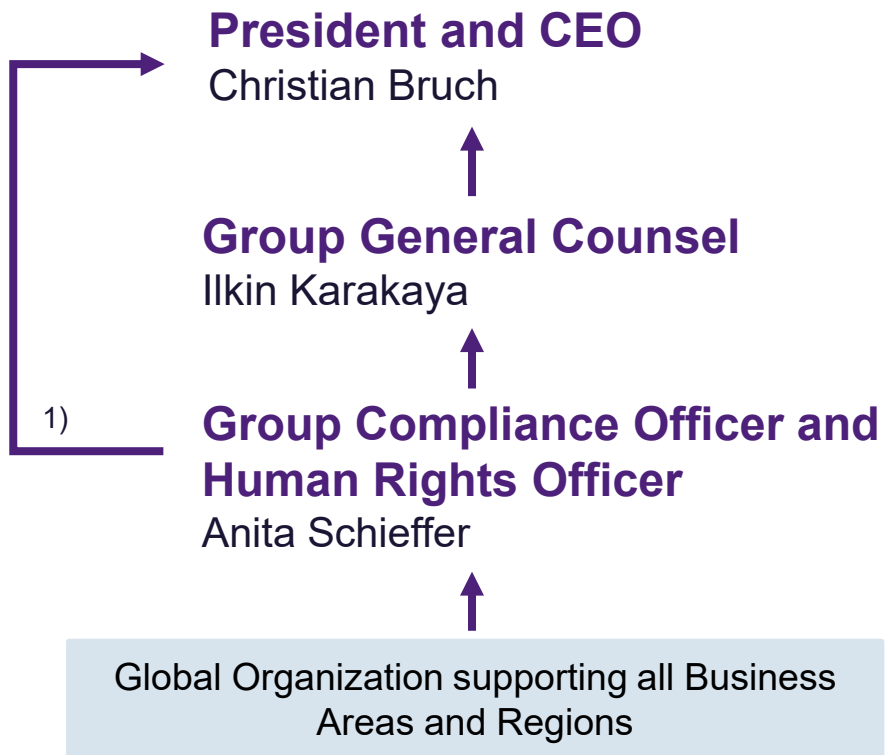 President and CEO
Christian Bruch
Group General Counsel
Ilkin Karakaya
1)
Group Compliance Officer and
Human Rights Officer
Anita Schieffer
Global Organization supporting all Business
Areas and Regions